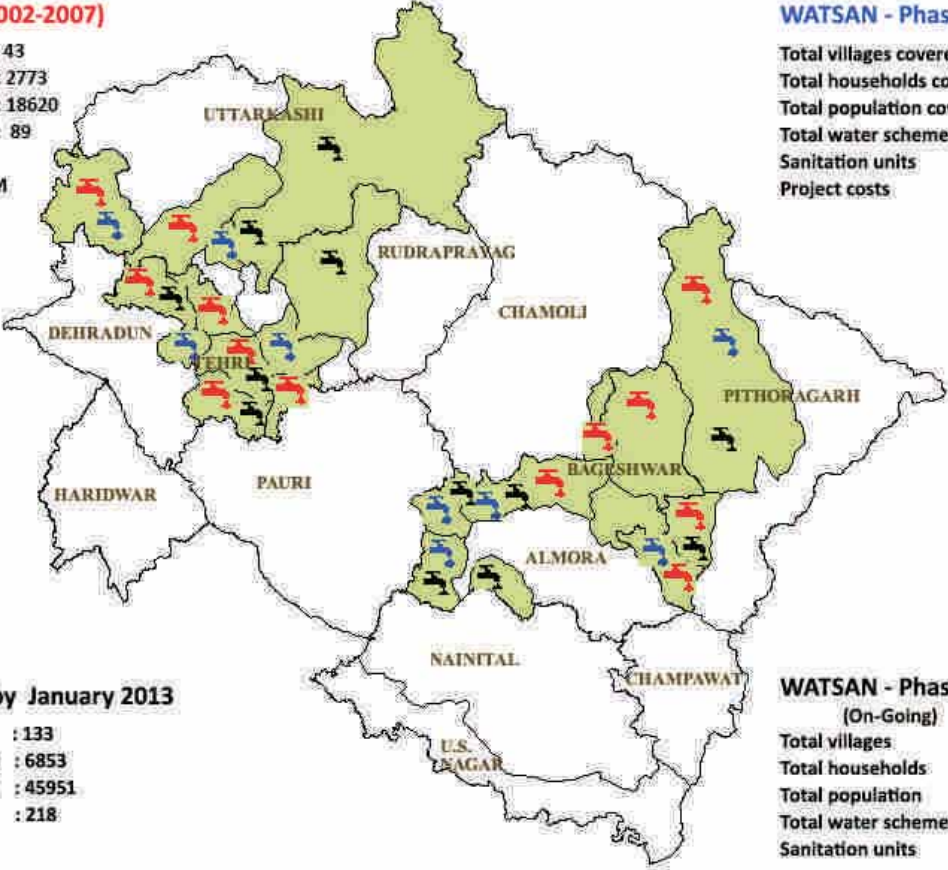 002-2007)
43
2773
18620
89
M
WATSAN - Phas
Total villages covere
Total households co
Total population co
Total water scheme
Sanitation units
Project costs
UTTARKASHI
RUDRAPRAYAG
CHAMOLI
DEHRADUN
TEHRI
PITHORAGARH
BAGESHWAR
HARIDWAR
PAURI
ALMORA
NAINITAL
CHAMPAWAT
U.S.
NAGAR
by January 2013
: 133
: 6853
: 45951
: 218
WATSAN - Phas
(On-Going)
Total villages
Total households
Total population
Total water scheme
Sanitation units